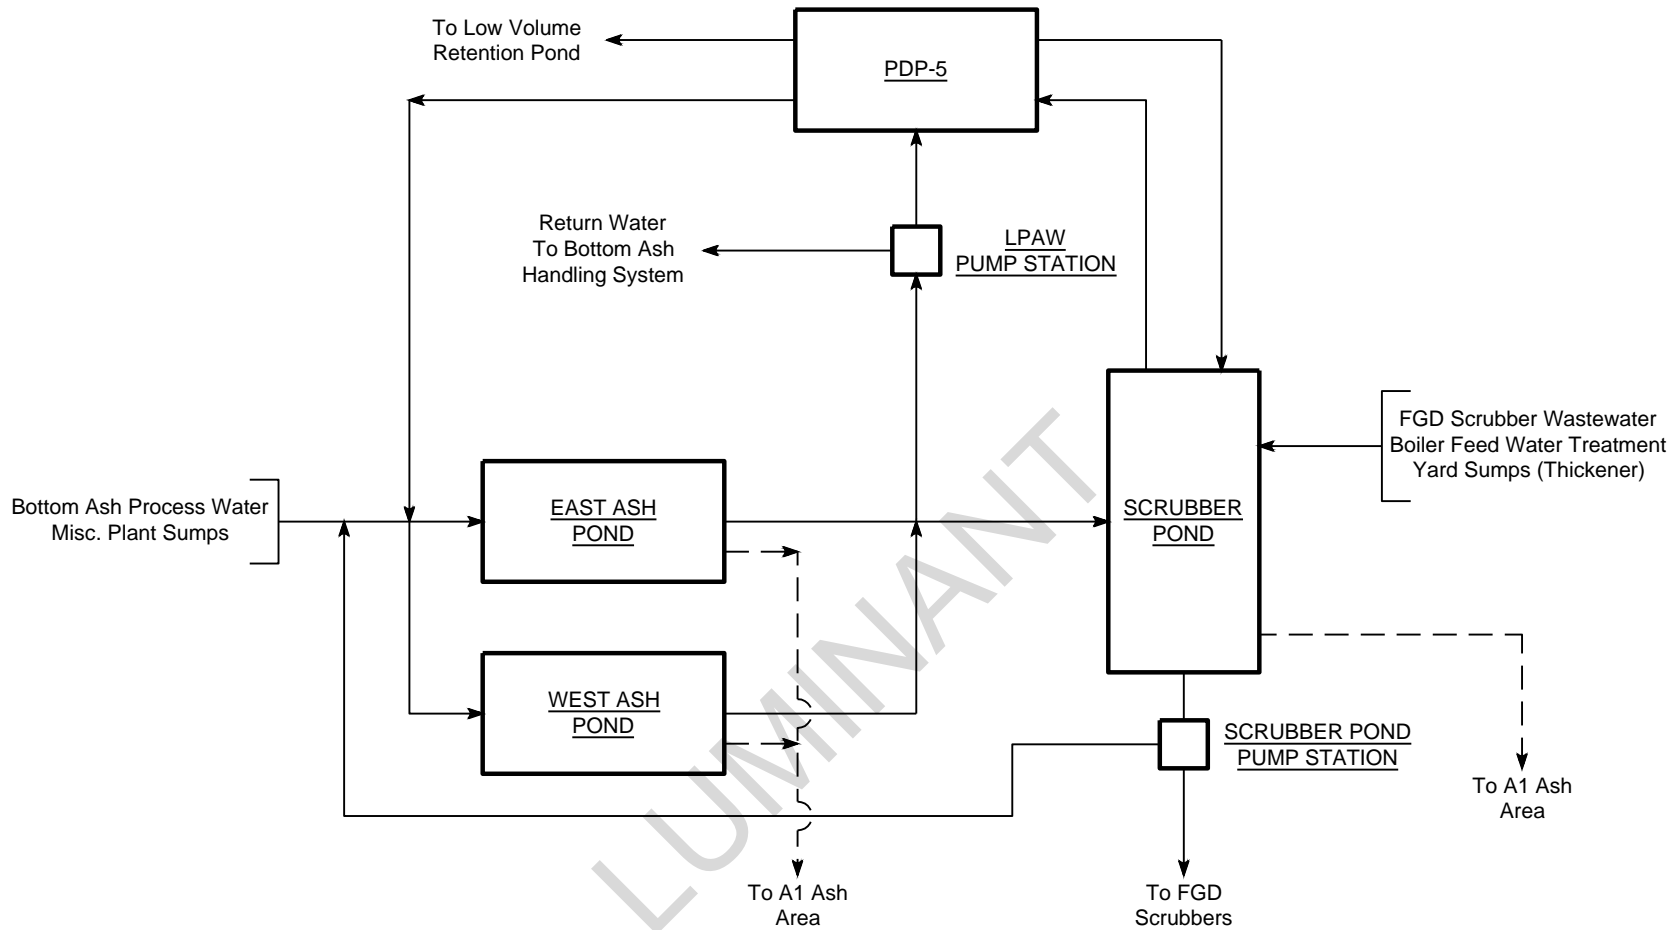 To Low Volume
Retention Pond
PDP-5
Return Water
To Bottom Ash
Handling System
LPAW
PUMP STATION
FGD Scrubber Wastewater
Boiler Feed Water Treatment
Yard Sumps (Thickener)
Bottom Ash Process Water
Misc. Plant Sumps
EAST ASH
POND
SCRUBBER
POND
WEST ASH
POND
SCRUBBER POND
PUMP STATION
To A1 Ash
Area
To A1 Ash
Area
To FGD
Scrubbers
LUMINANT